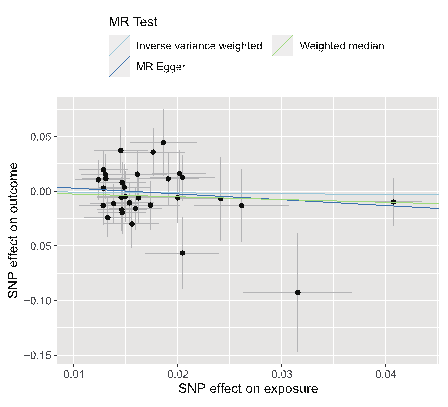 MR Test
Inverse variance weighted
Weighted median
MR Egger
SNP effect on outcome
0.05
0.00
−0.05
−0.10
−0.15
0.01
0.02
0.03
0.04
SNP effect on exposure